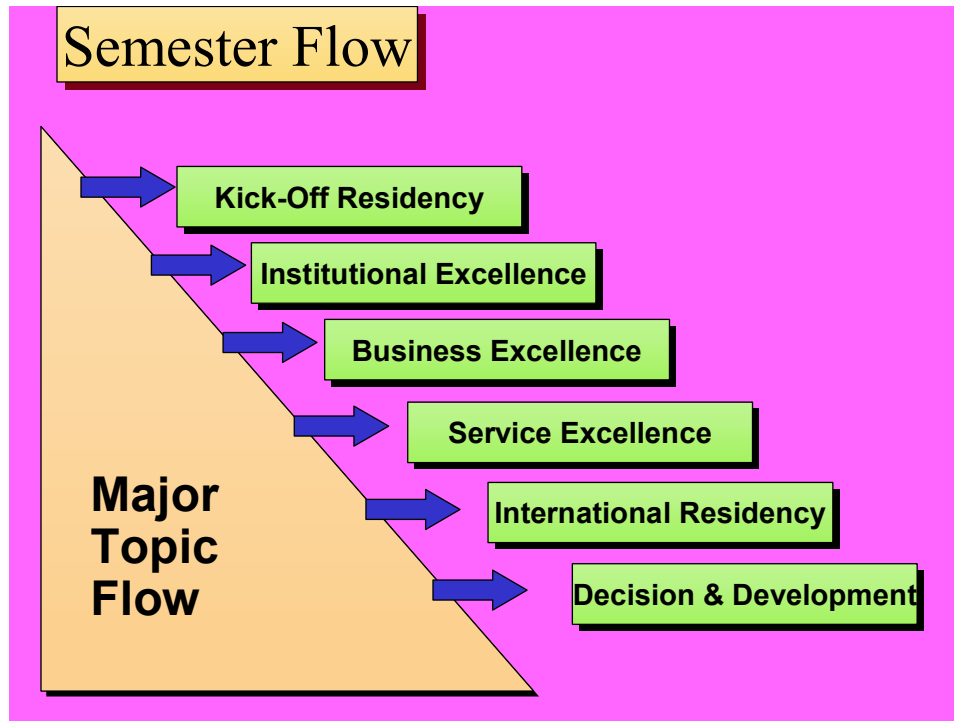 Semester Flow
Kick-Off Residency
Institutional Excellence
Business Excellence
Service Excellence
International Residency
Decision & Development
Major
Topic
Flow